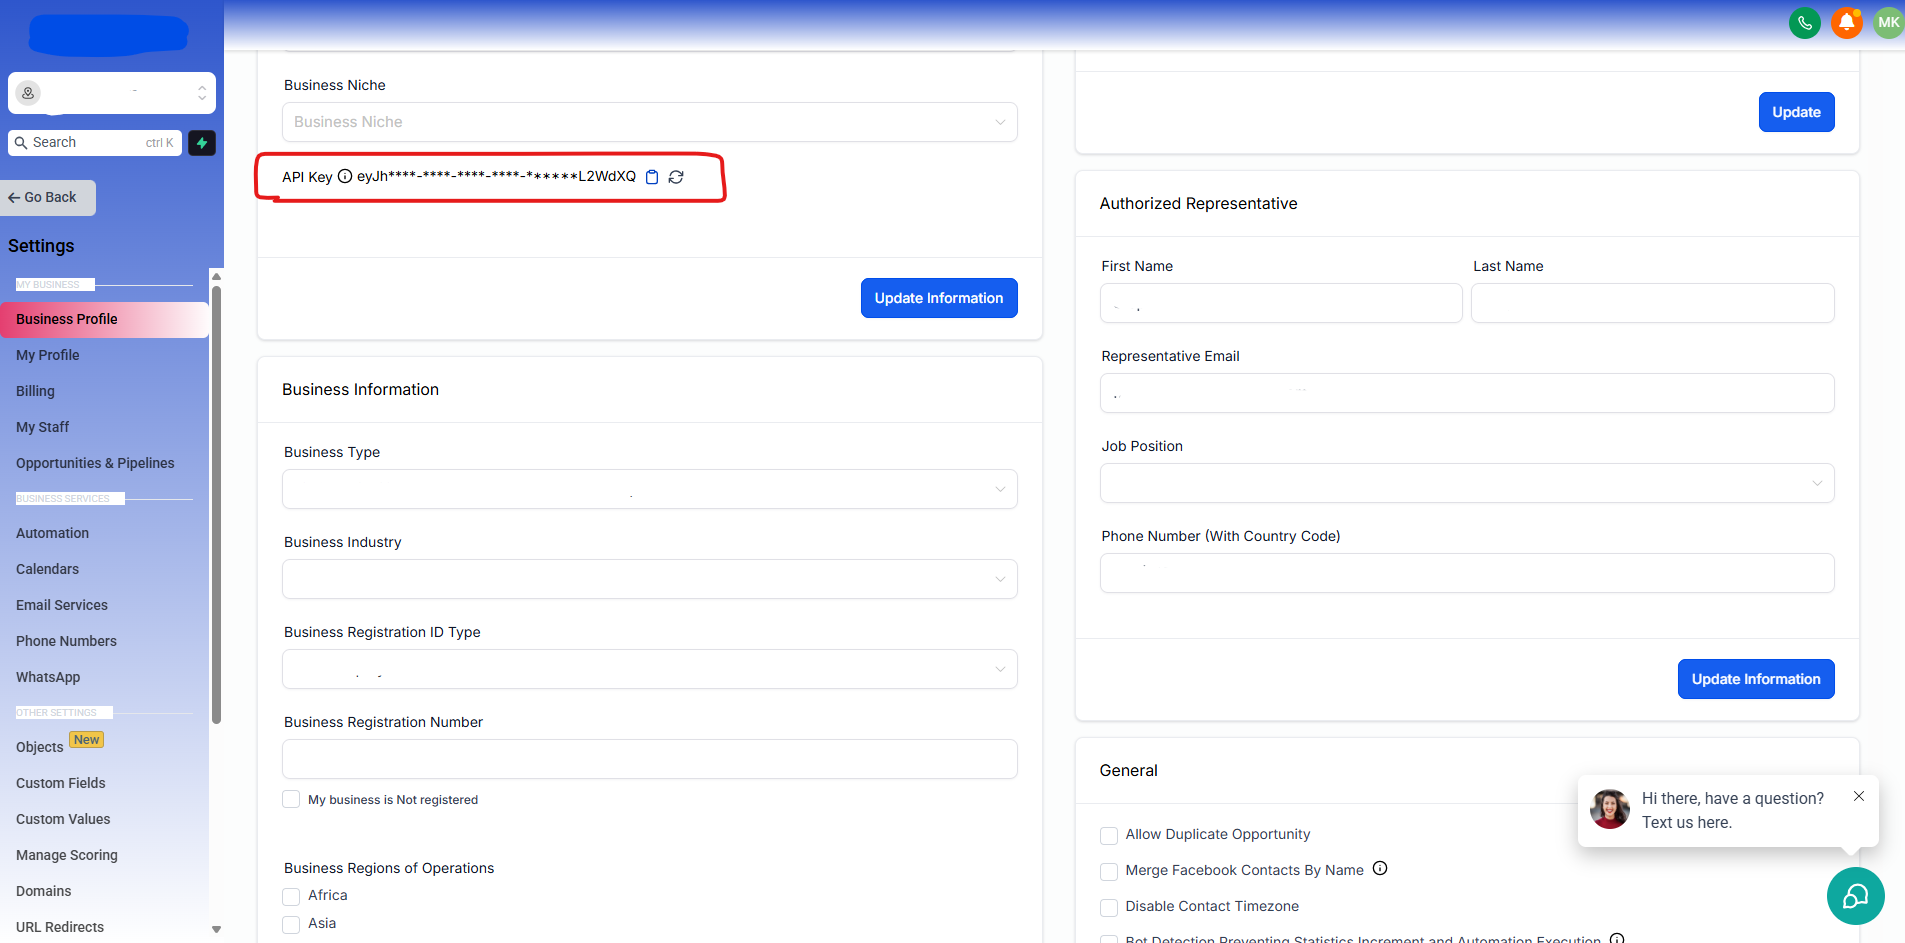 MK
Search
ctrl K
Go Back
Settings
MY BUSINESS
Business Profile
My Profile
Billing
My Staff
Opportunities & Pipelines
BUSINESS SERVICES
Automation
Calendars
Email Services
Phone Numbers
WhatsApp
OTHER SETTINGS
Objects New
Custom Fields
Custom Values
Manage Scoring
Domains
URL Redirects
Business Niche
Business Niche
API Key eyJh****-****-****-****-******L2WdXQ
Update Information
Business Information
Business Type
Business Industry
Business Registration ID Type
Business Registration Number
My business is Not registered
Business Regions of Operations
Africa
Asia
Update
Authorized Representative
First Name
Last Name
Representative Email
Job Position
Phone Number (With Country Code)
Update Information
General
Allow Duplicate Opportunity
Merge Facebook Contacts By Name
Disable Contact Timezone
Bot Detection Preventing Statistics Increment and Automation Execution
Hi there, have a question?
Text us here.